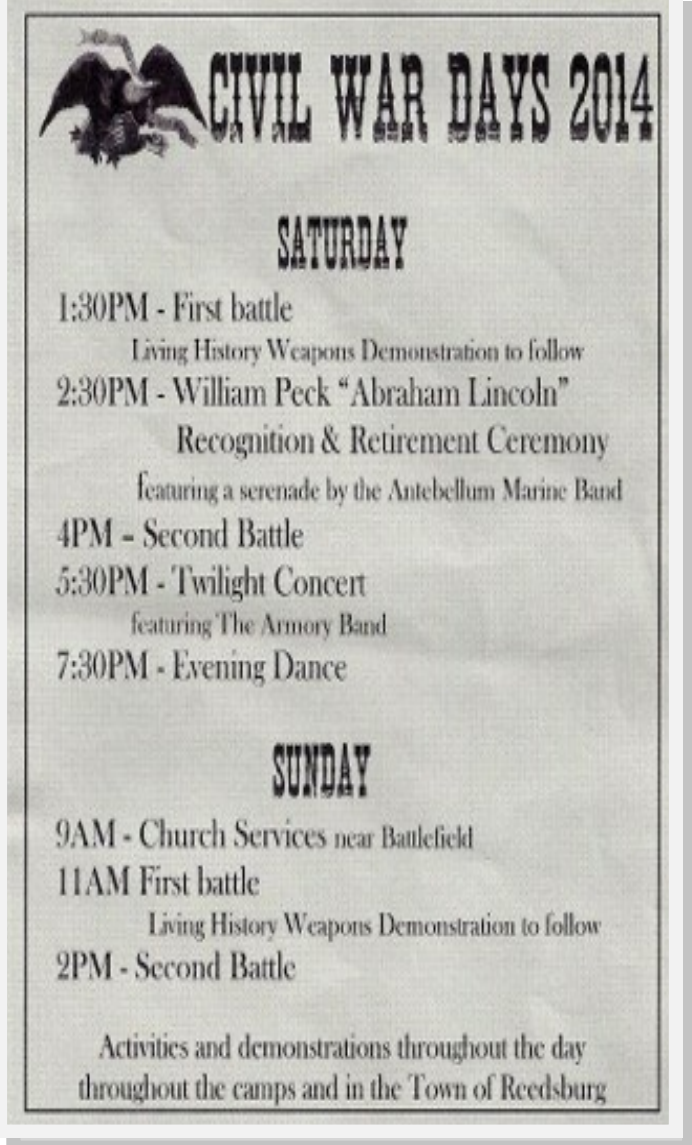 CIVIL WAR DAYS 2014
SATURDAY
1:30PM - First battle
Living History Weapons Demonstration to follow
2:30PM - William Peck “Abraham Lincoln”
Recognition & Retirement Ceremony
featuring a serenade by the Antebellum Marine Band
4PM – Second Battle
5:30PM - Twilight Concert
featuring The Armory Band
7:30PM - Evening Dance
SUNDAY
9AM - Church Services near Battlefield
11AM First battle
Living History Weapons Demonstration to follow
2PM - Second Battle
Activities and demonstrations throughout the day
throughout the camps and in the Town of Reedsburg